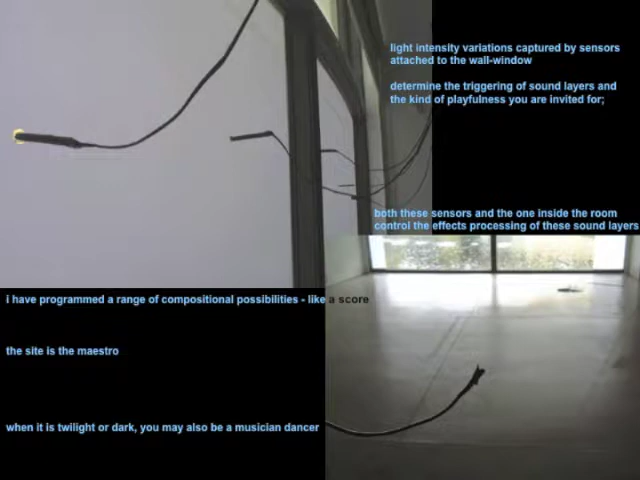 light intensity variations captured by sensors
attached to the wall-window
determine the triggering of sound layers and
the kind of playfulness you are invited for;
both these sensors and the one inside the room
control the effects processing of these sound layers
i have programmed a range of compositional possibilities - like a score
the site is the maestro
when it is twilight or dark, you may also be a musician dancer